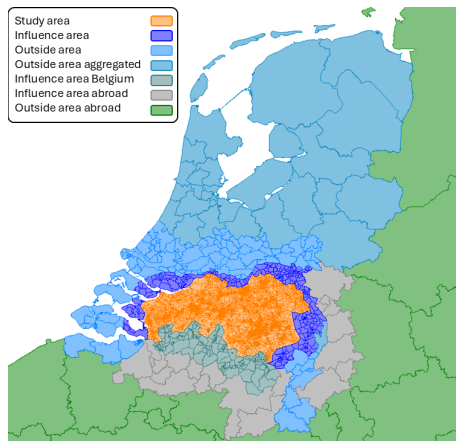 Study area
Influence area
Outside area
Outside area aggregated
Influence area Belgium
Influence area abroad
Outside area abroad